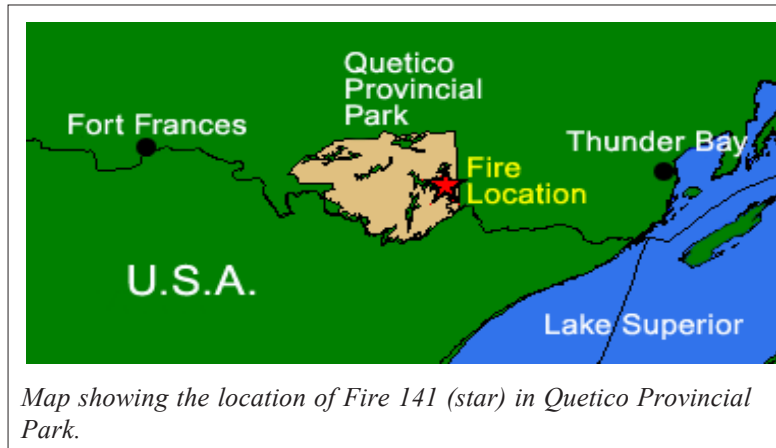 Quetico
Provincial
Park
Fort Frances
Thunder Bay
Fire
Location
U.S.A.
Lake Superior
Map showing the location of Fire 141 (star) in Quetico Provincial
Park.